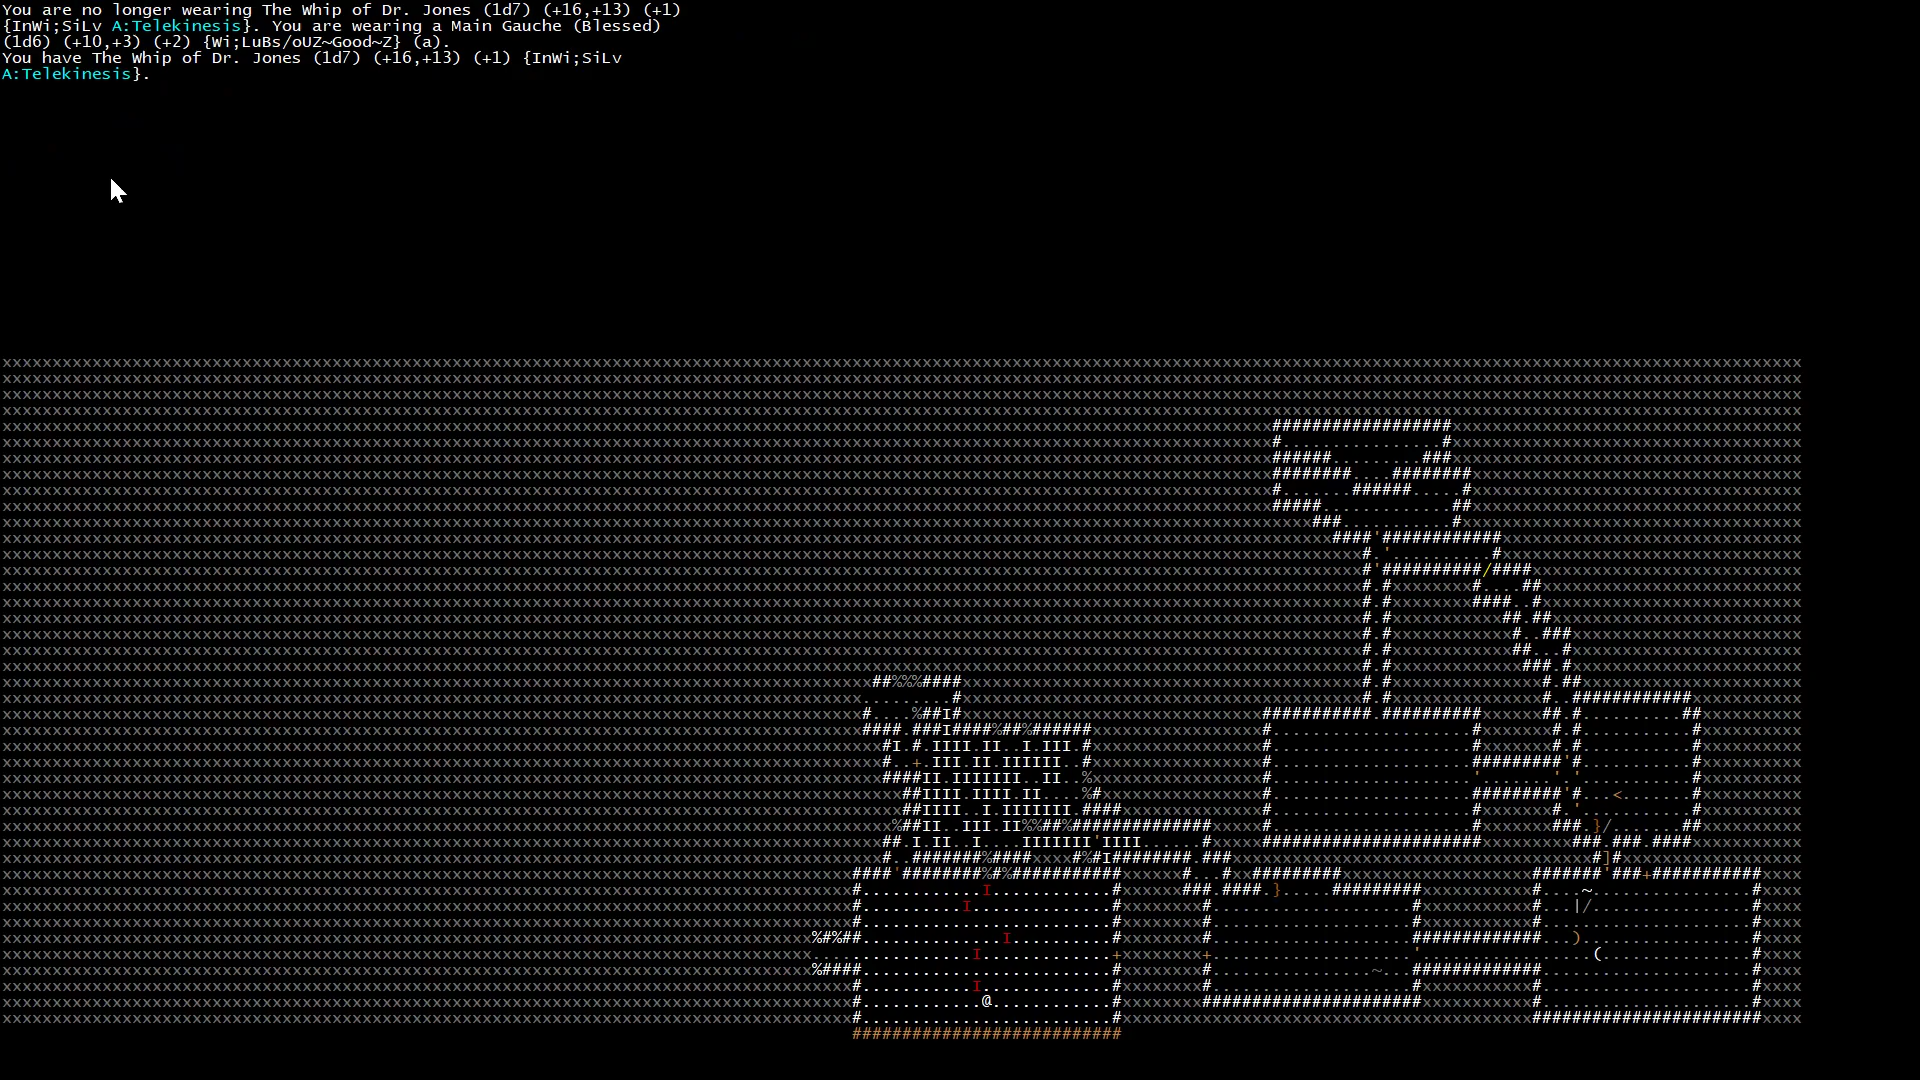 You are no longer wearing The Whip of Dr. Jones (1d7) (+16,+13) (+1)
{InWi;SiLv A:Telekinesis}. You are wearing a Main Gauche (Blessed)
(1d6) (+10,+3) (+2) {Wi;LuBs/oUZ~Good~Z} (a).
You have The Whip of Dr. Jones (1d7) (+16,+13) (+1) {InWi;SiLv
A:Telekinesis}.